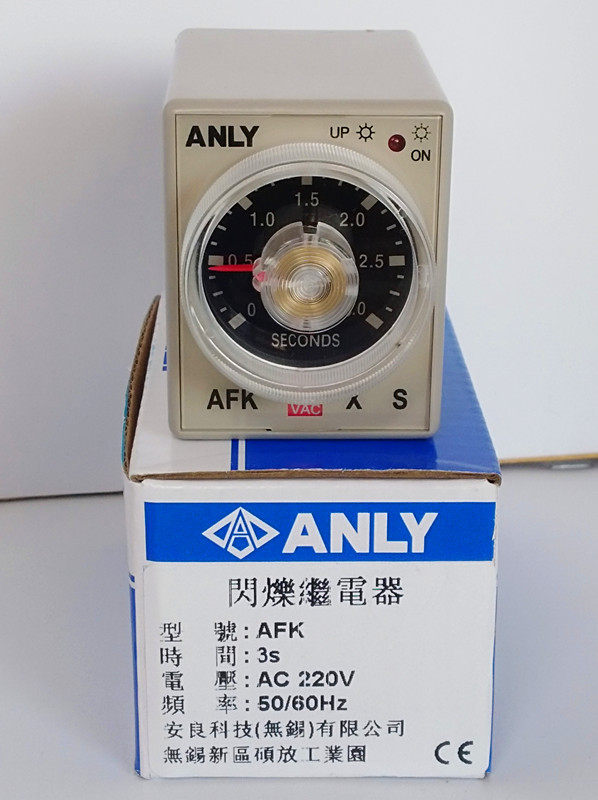 ANLY
UP
ON
1.5
1.0 2.0
0.5 2.5
0 .0
SECONDS
AFK X S
VAC
ANLY
閃爍繼電器
型 號:AFK
時 間:3s
電 壓:AC 220V
頻 率:50/60Hz
安良科技(無錫)有限公司
無錫新區碩放工業園 CE